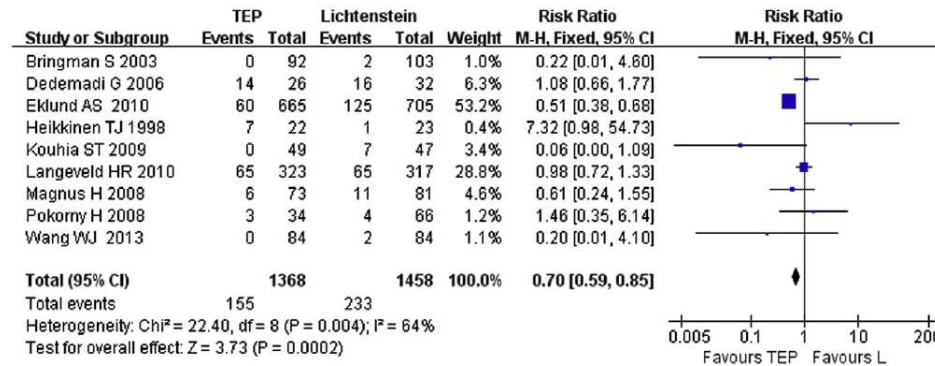 TEP Lichtenstein Risk Ratio Risk Ratio
Study or Subgroup Events Total Events Total Weight M-H, Fixed, 95% CI M-H, Fixed, 95% CI
Bringman S 2003 0 92 2 103 1.0% 0.22 [0.01, 4.60]
Dedemadi G 2006 14 26 16 32 6.3% 1.08 [0.66, 1.77]
Eklund AS 2010 60 665 125 705 53.2% 0.51 [0.38, 0.68]
Heikkinen TJ 1998 7 22 1 23 0.4% 7.32 [0.98, 54.73]
Kouhia ST 2009 0 49 7 47 3.4% 0.06 [0.00, 1.09]
Langeveld HR 2010 65 323 65 317 28.8% 0.98 [0.72, 1.33]
Magnus H 2008 6 73 11 81 4.6% 0.61 [0.24, 1.55]
Pokorny H 2008 3 34 4 66 1.2% 1.46 [0.35, 6.14]
Wang WJ 2013 0 84 2 84 1.1% 0.20 [0.01, 4.10]
Total (95% CI) 1368 1458 100.0% 0.70 [0.59, 0.85]
Total events 155 233
Heterogeneity: Chi² = 22.40, df = 8 (P = 0.004); I² = 64%
Test for overall effect: Z = 3.73 (P = 0.0002)
0.005 0.1 1 10 200
Favours TEP Favours L